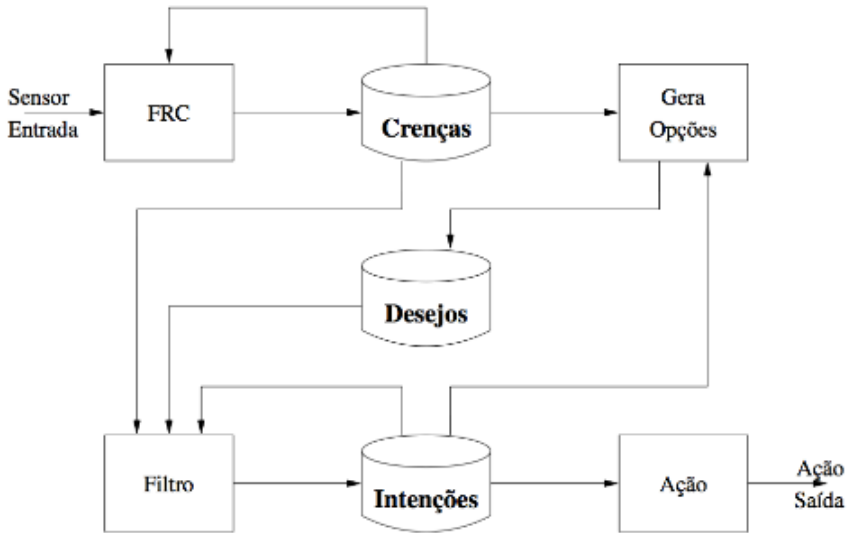 Sensor
Entrada
FRC
Crenças
Gera
Opções
Desejos
Filtro
Intenções
Ação
Ação
Saída